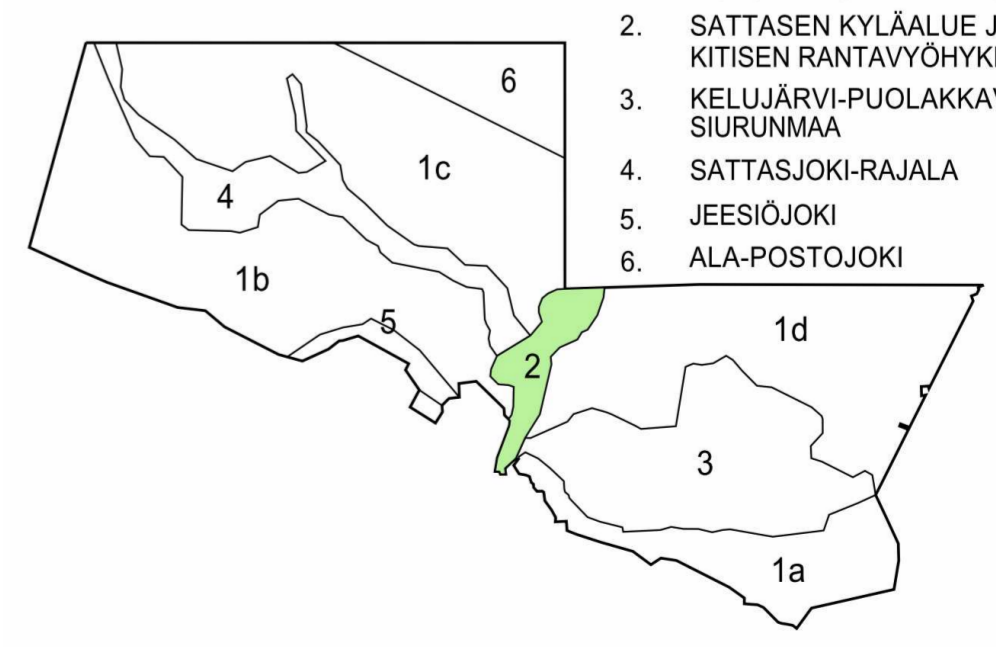 2. SATTASEN KYLÄALUE J
KITISEN RANTAVYÖHYK
3. KELUJÄRVI-PUOLAKKAV
SIURUNMAA
4. SATTASJOKI-RAJALA
5. JEESIÖJOKI
6. ALA-POSTOJOKI
6
1c
4
1b
5
1d
2
3
1a